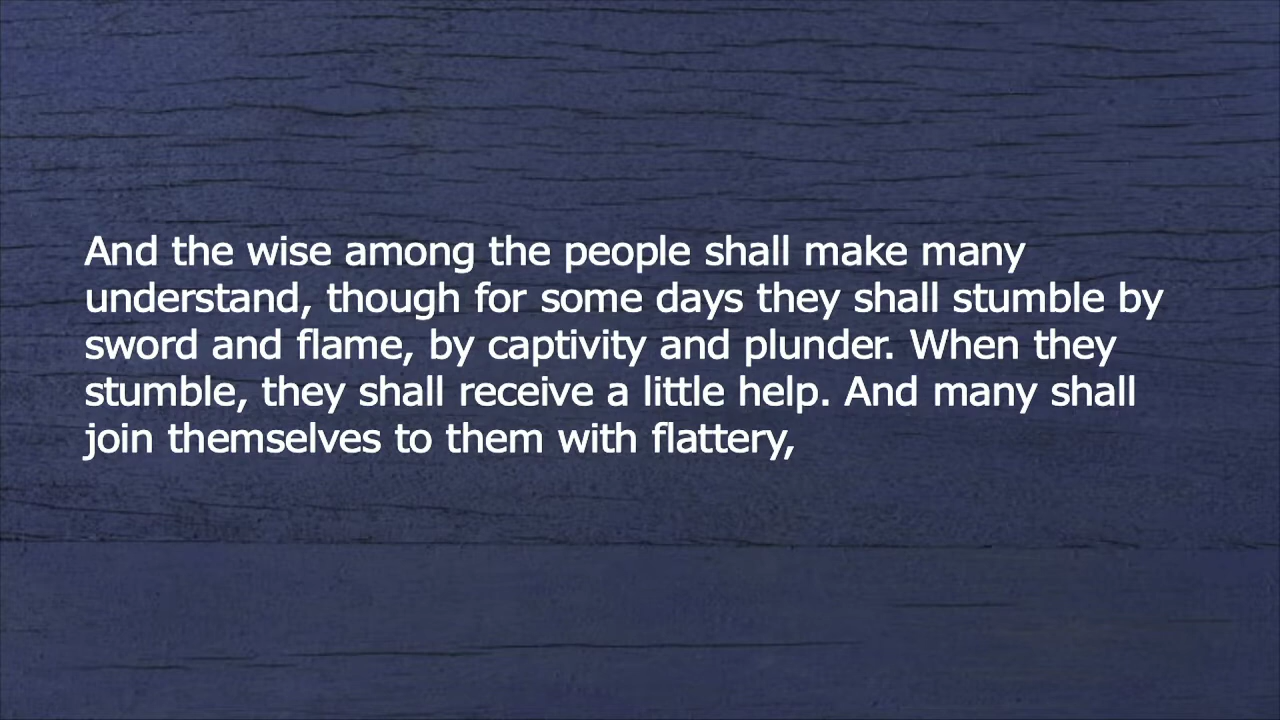 And the wise among the people shall make many
understand, though for some days they shall stumble by
sword and flame, by captivity and plunder. When they
stumble, they shall receive a little help. And many shall
join themselves to them with flattery,